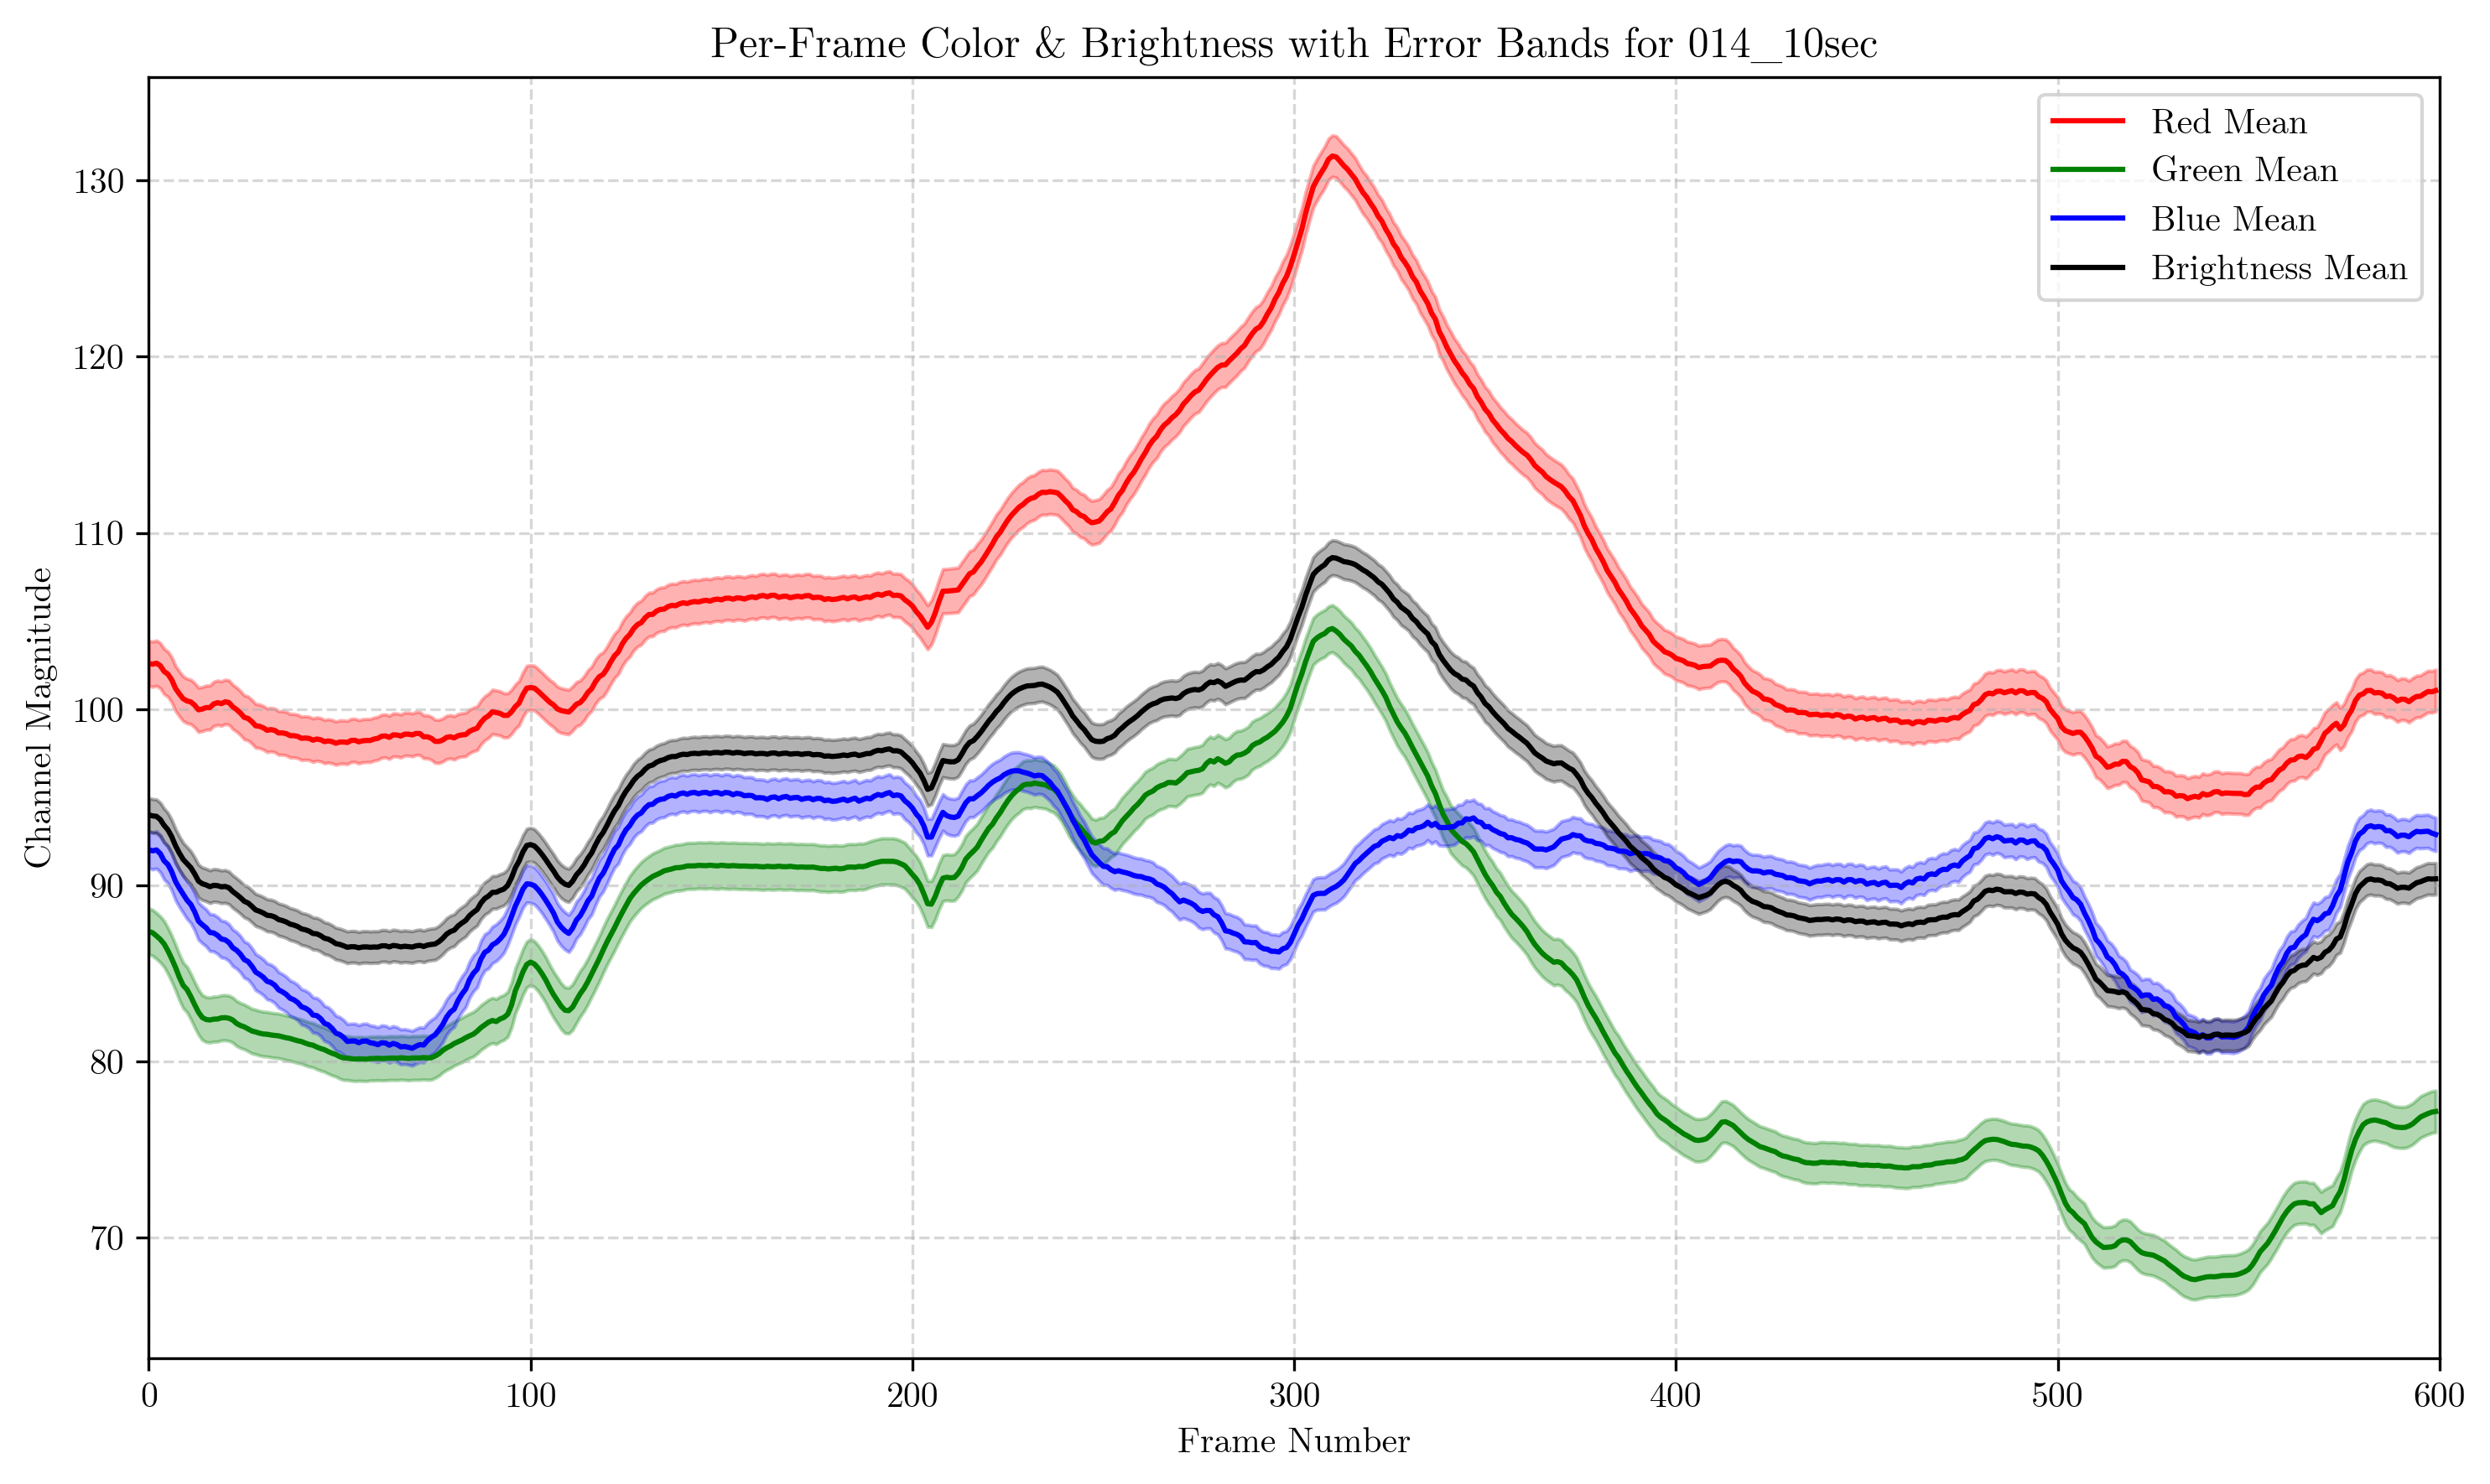 Per-Frame Color & Brightness with Error Bands for 014_10sec
Red Mean
Green Mean
Blue Mean
Brightness Mean
Channel Magnitude
130
120
110
100
90
80
70
0 100 200 300 400 500 600
Frame Number